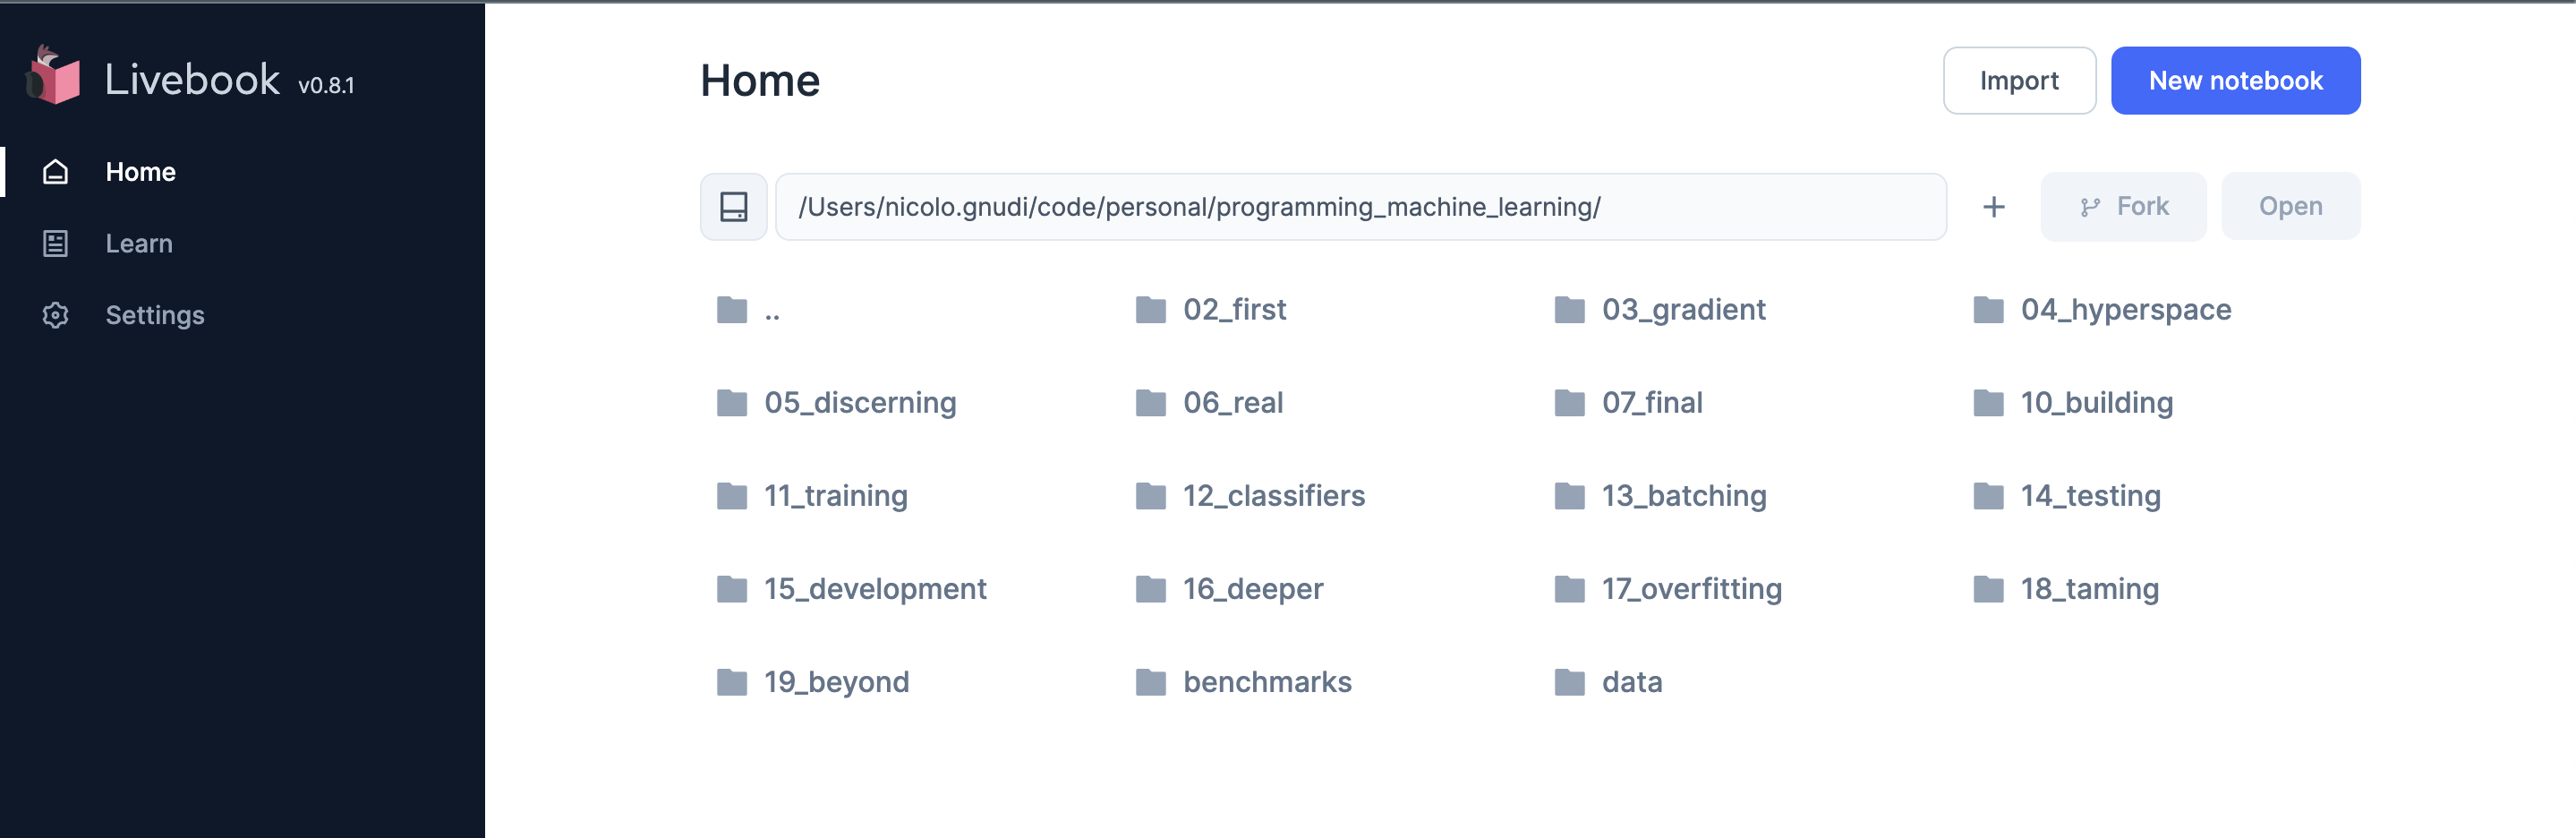 Livebook v0.8.1
Home
Learn
Settings
Home
Import
New notebook
/Users/nicolo.gnudi/code/personal/programming_machine_learning/
+
Fork
Open
..
02_first
03_gradient
04_hyperspace
05_discerning
06_real
07_final
10_building
11_training
12_classifiers
13_batching
14_testing
15_development
16_deeper
17_overfitting
18_taming
19_beyond
benchmarks
data